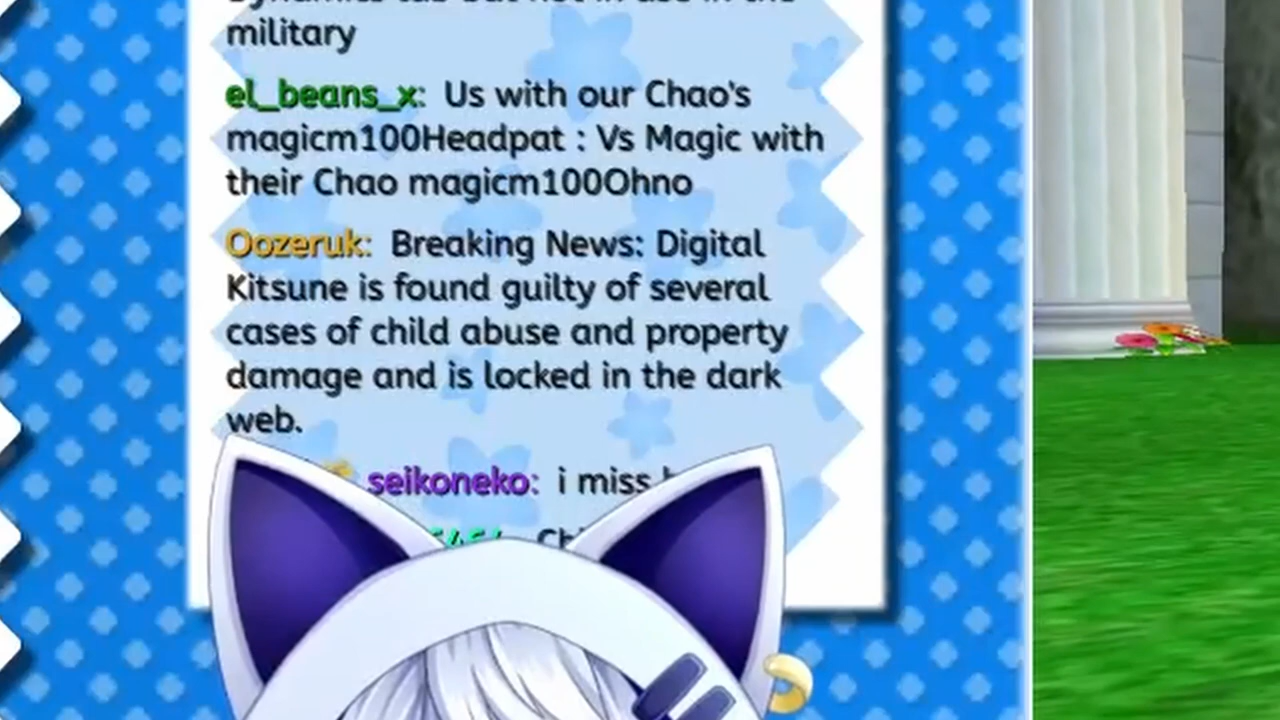 military
el_beans_x: Us with our Chao's
magicm100Headpat : Vs Magic with
their Chao magicm100Ohno
Oozeruk: Breaking News: Digital
Kitsune is found guilty of several
cases of child abuse and property
damage and is locked in the dark
web.
seikoneko: i miss